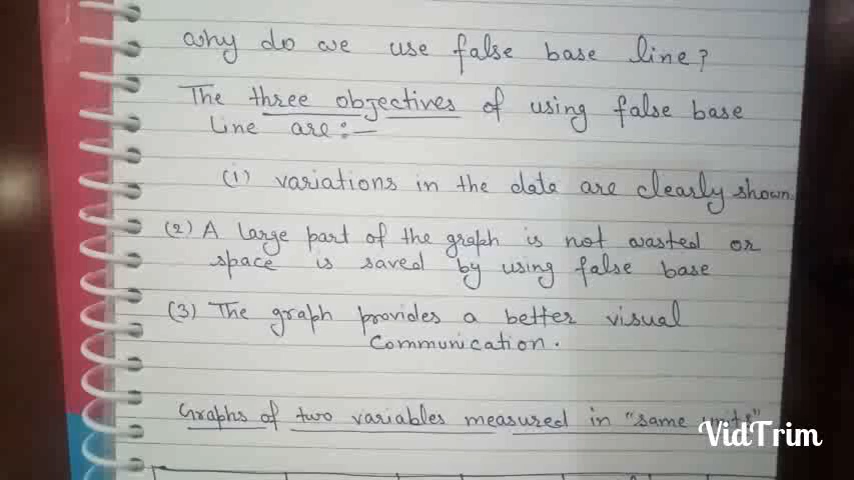 why do we use false base line?
The three objectives of using false base
Line are:—
(1) variations in the data are clearly shown.
(2) A large part of the graph is not wasted or
space is saved by using false base
(3) The graph provides a better visual
Communication.
Graphs of two variables measured in "same units"
VidTrim